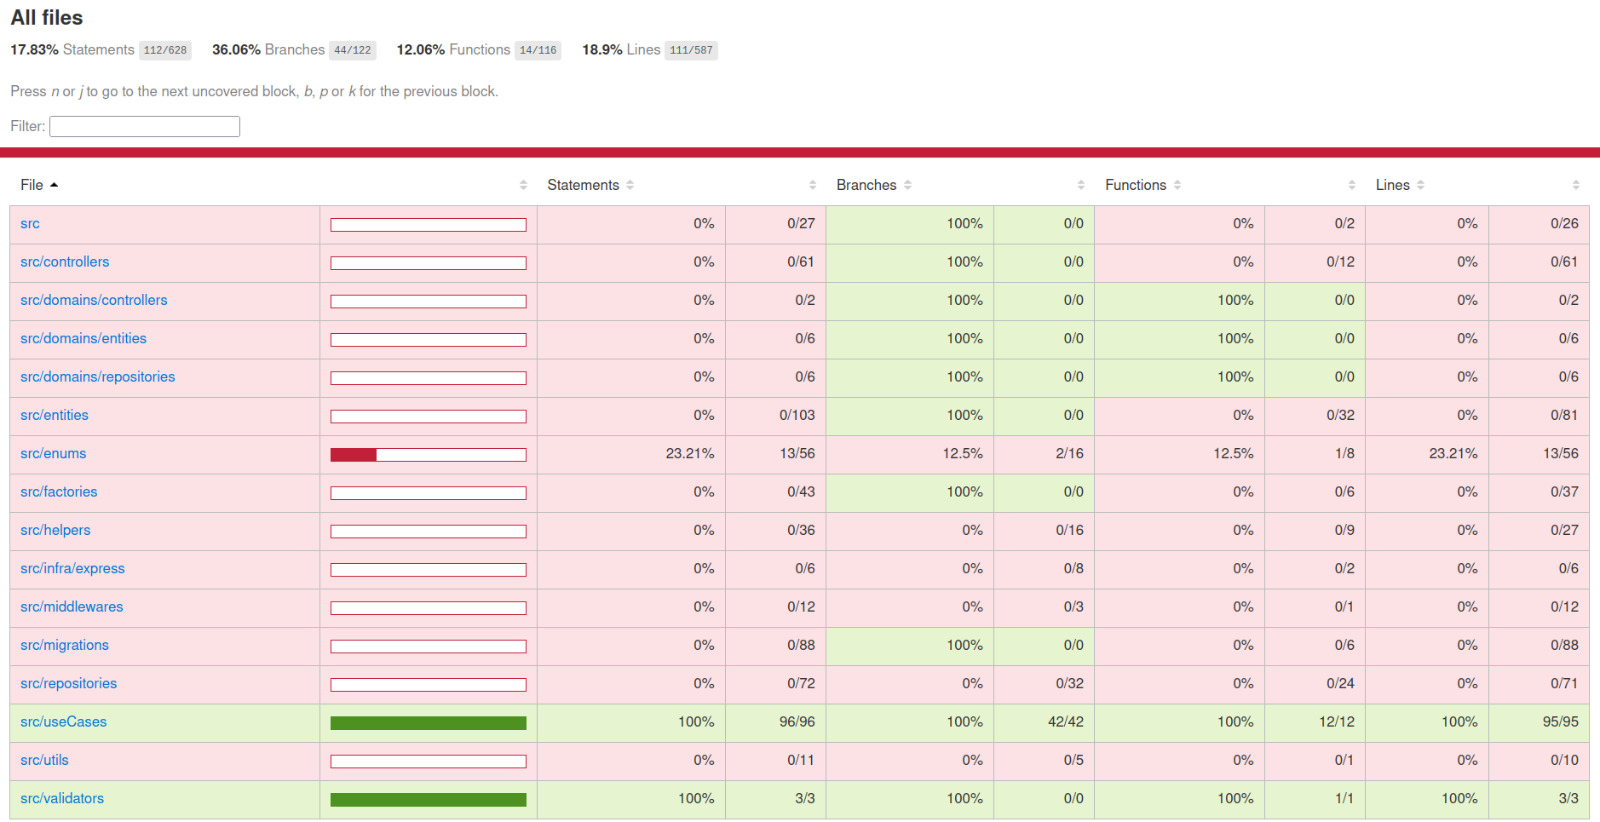 All files
17.83% Statements 112/628 36.06% Branches 44/122 12.06% Functions 14/116 18.9% Lines 111/587
Press n or j to go to the next uncovered block, b, p or k for the previous block.
Filter:
File Statements Branches Functions Lines
src 0% 0/27 100% 0/0 0% 0/2 0% 0/26
src/controllers 0% 0/61 100% 0/0 0% 0/12 0% 0/61
src/domains/controllers 0% 0/2 100% 0/0 100% 0/0 0% 0/2
src/domains/entities 0% 0/6 100% 0/0 100% 0/0 0% 0/6
src/domains/repositories 0% 0/6 100% 0/0 100% 0/0 0% 0/6
src/entities 0% 0/103 100% 0/0 0% 0/32 0% 0/81
src/enums 23.21% 13/56 12.5% 2/16 12.5% 1/8 23.21% 13/56
src/factories 0% 0/43 100% 0/0 0% 0/6 0% 0/37
src/helpers 0% 0/36 0% 0/16 0% 0/9 0% 0/27
src/infra/express 0% 0/6 0% 0/8 0% 0/2 0% 0/6
src/middlewares 0% 0/12 0% 0/3 0% 0/1 0% 0/12
src/migrations 0% 0/88 100% 0/0 0% 0/6 0% 0/88
src/repositories 0% 0/72 0% 0/32 0% 0/24 0% 0/71
src/useCases 100% 96/96 100% 42/42 100% 12/12 100% 95/95
src/utils 0% 0/11 0% 0/5 0% 0/1 0% 0/10
src/validators 100% 3/3 100% 0/0 100% 1/1 100% 3/3